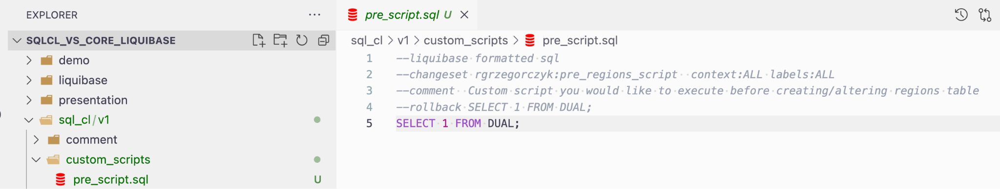 EXPLORER
SQLCL_VS_CORE_LIQUIBASE
demo
liquibase
presentation
sql_cl/v1
comment
custom_scripts
pre_script.sql U
pre_script.sql U
sql_cl > v1 > custom_scripts > pre_script.sql
1 --liquibase formatted sql
2 --changeset rgrzegorczyk:pre_regions_script  context:ALL labels:ALL
3 --comment  Custom script you would like to execute before creating/altering regions table
4 --rollback SELECT 1 FROM DUAL;
5 SELECT 1 FROM DUAL;